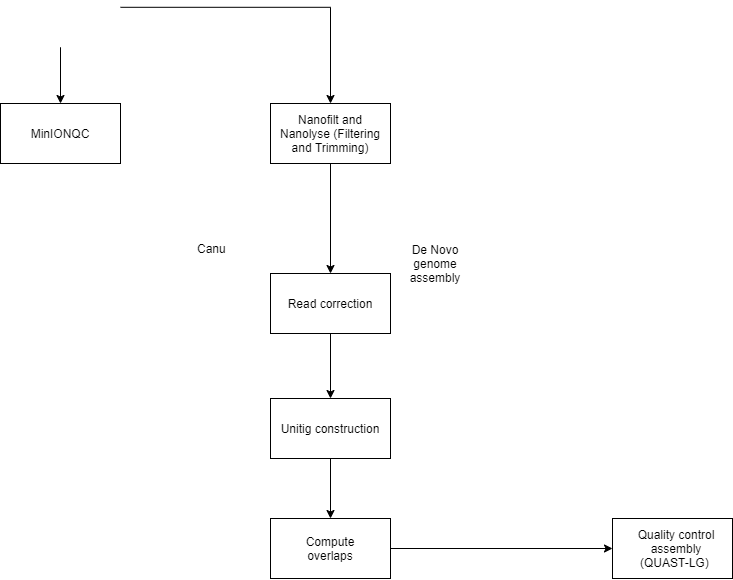 MinIONQC
Nanofilt and
Nanolyse (Filtering
and Trimming)
Canu
De Novo
genome
assembly
Read correction
Unitig construction
Compute
overlaps
Quality control
assembly
(QUAST-LG)